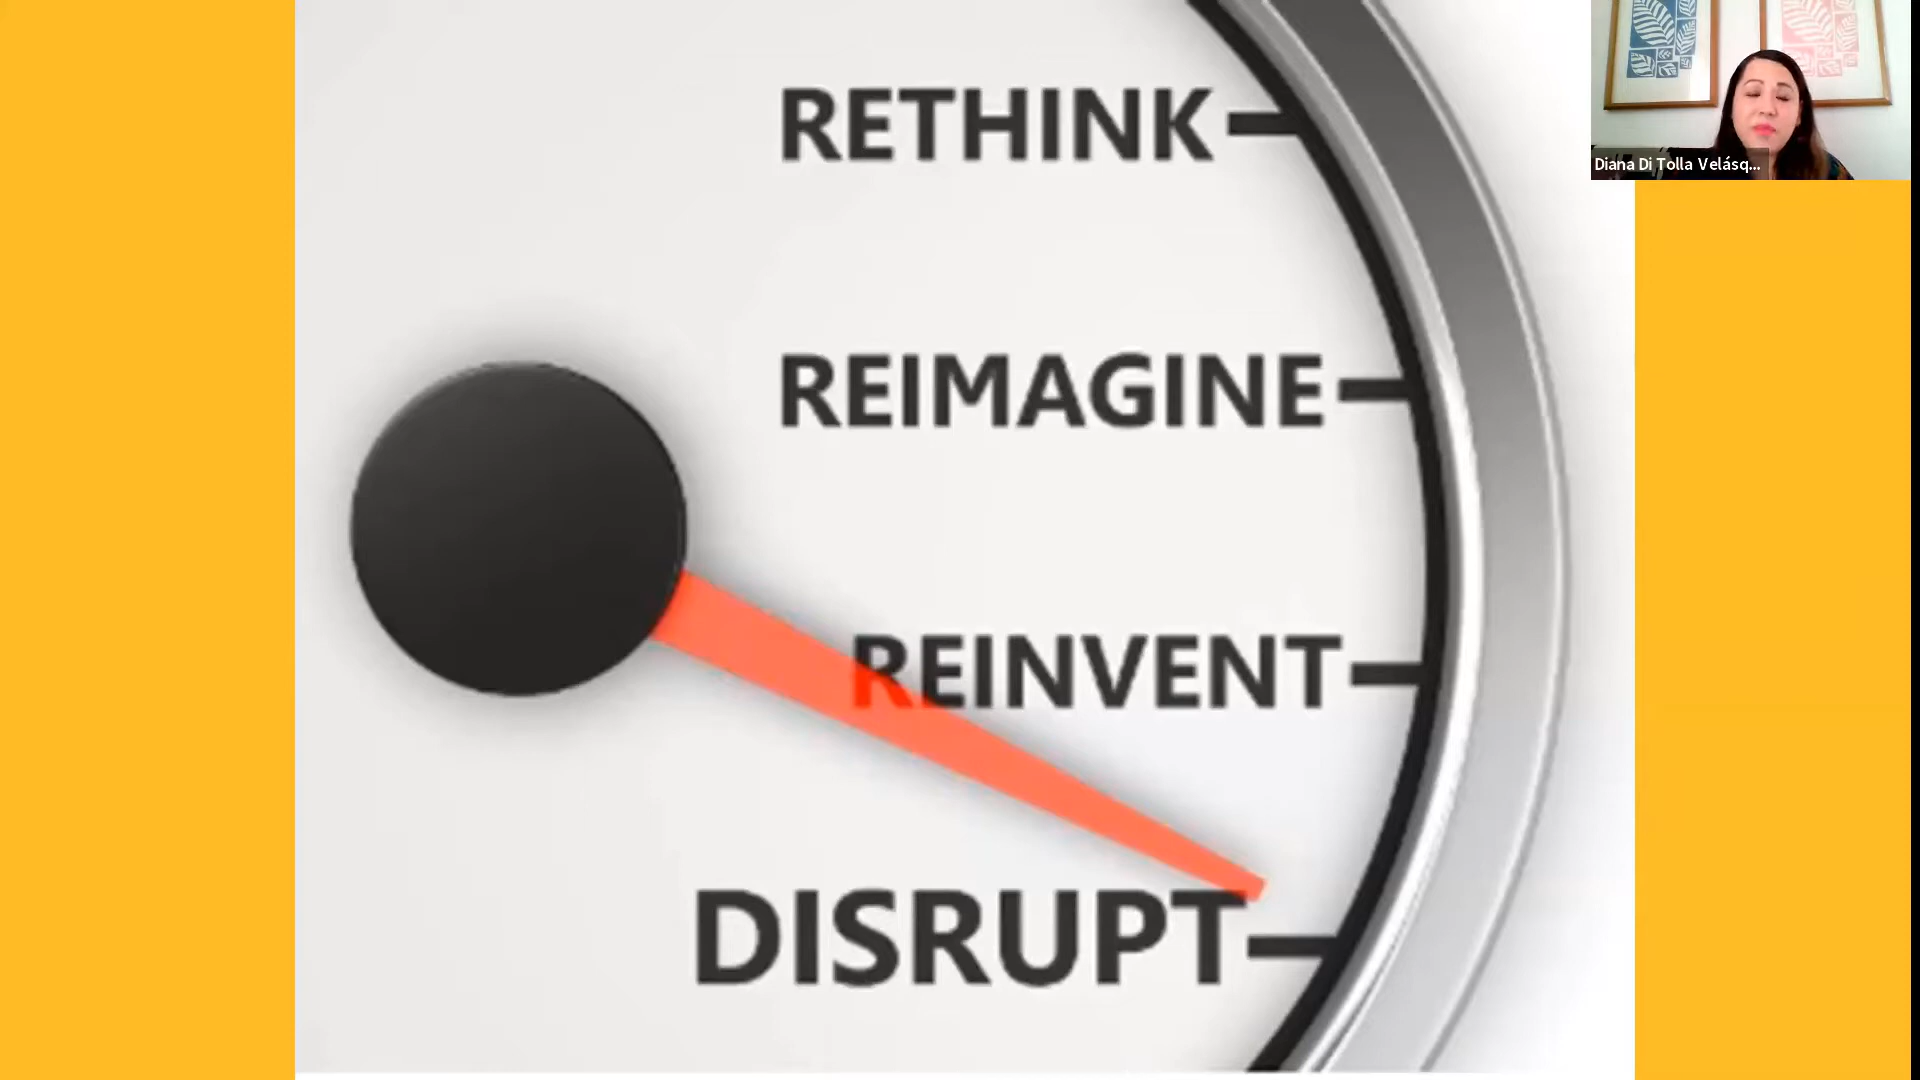 RETHINK
REIMAGINE
REINVENT
DISRUPT
Diana Di Tolla Velásq...